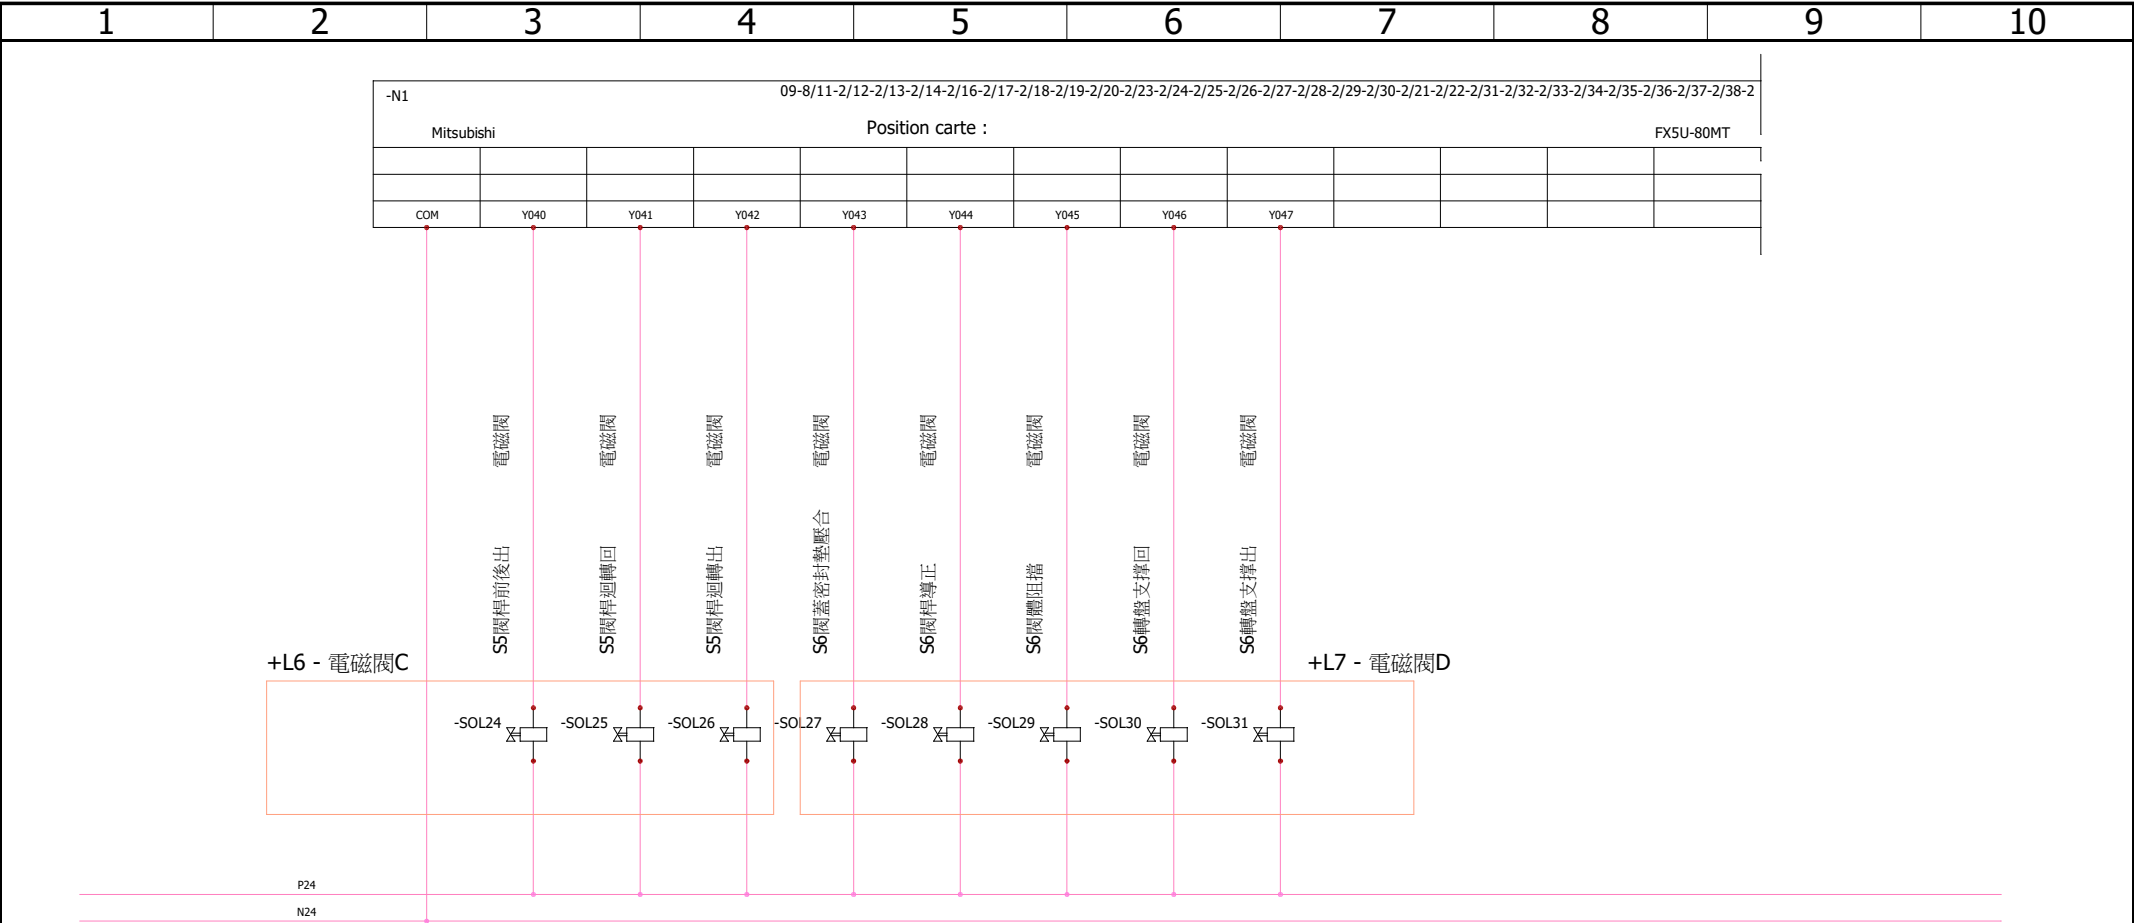 1 2 3 4 5 6 7 8 9 10
-N1 09-8/11-2/12-2/13-2/14-2/16-2/17-2/18-2/19-2/20-2/23-2/24-2/25-2/26-2/27-2/28-2/29-2/30-2/21-2/22-2/31-2/32-2/33-2/34-2/35-2/36-2/37-2/38-2
Mitsubishi Position carte : FX5U-80MT
COM Y040 Y041 Y042 Y043 Y044 Y045 Y046 Y047
S5閥桿前後出 電磁閥
S5閥桿迴轉回 電磁閥
S5閥桿迴轉出 電磁閥
S6閥蓋密封墊壓合 電磁閥
S6閥桿導正 電磁閥
S6閥體阻擋 電磁閥
S6轉盤支撐回 電磁閥
S6轉盤支撐出 電磁閥
+L6 - 電磁閥C +L7 - 電磁閥D
-SOL24 -SOL25 -SOL26 -SOL27 -SOL28 -SOL29 -SOL30 -SOL31
P24
N24